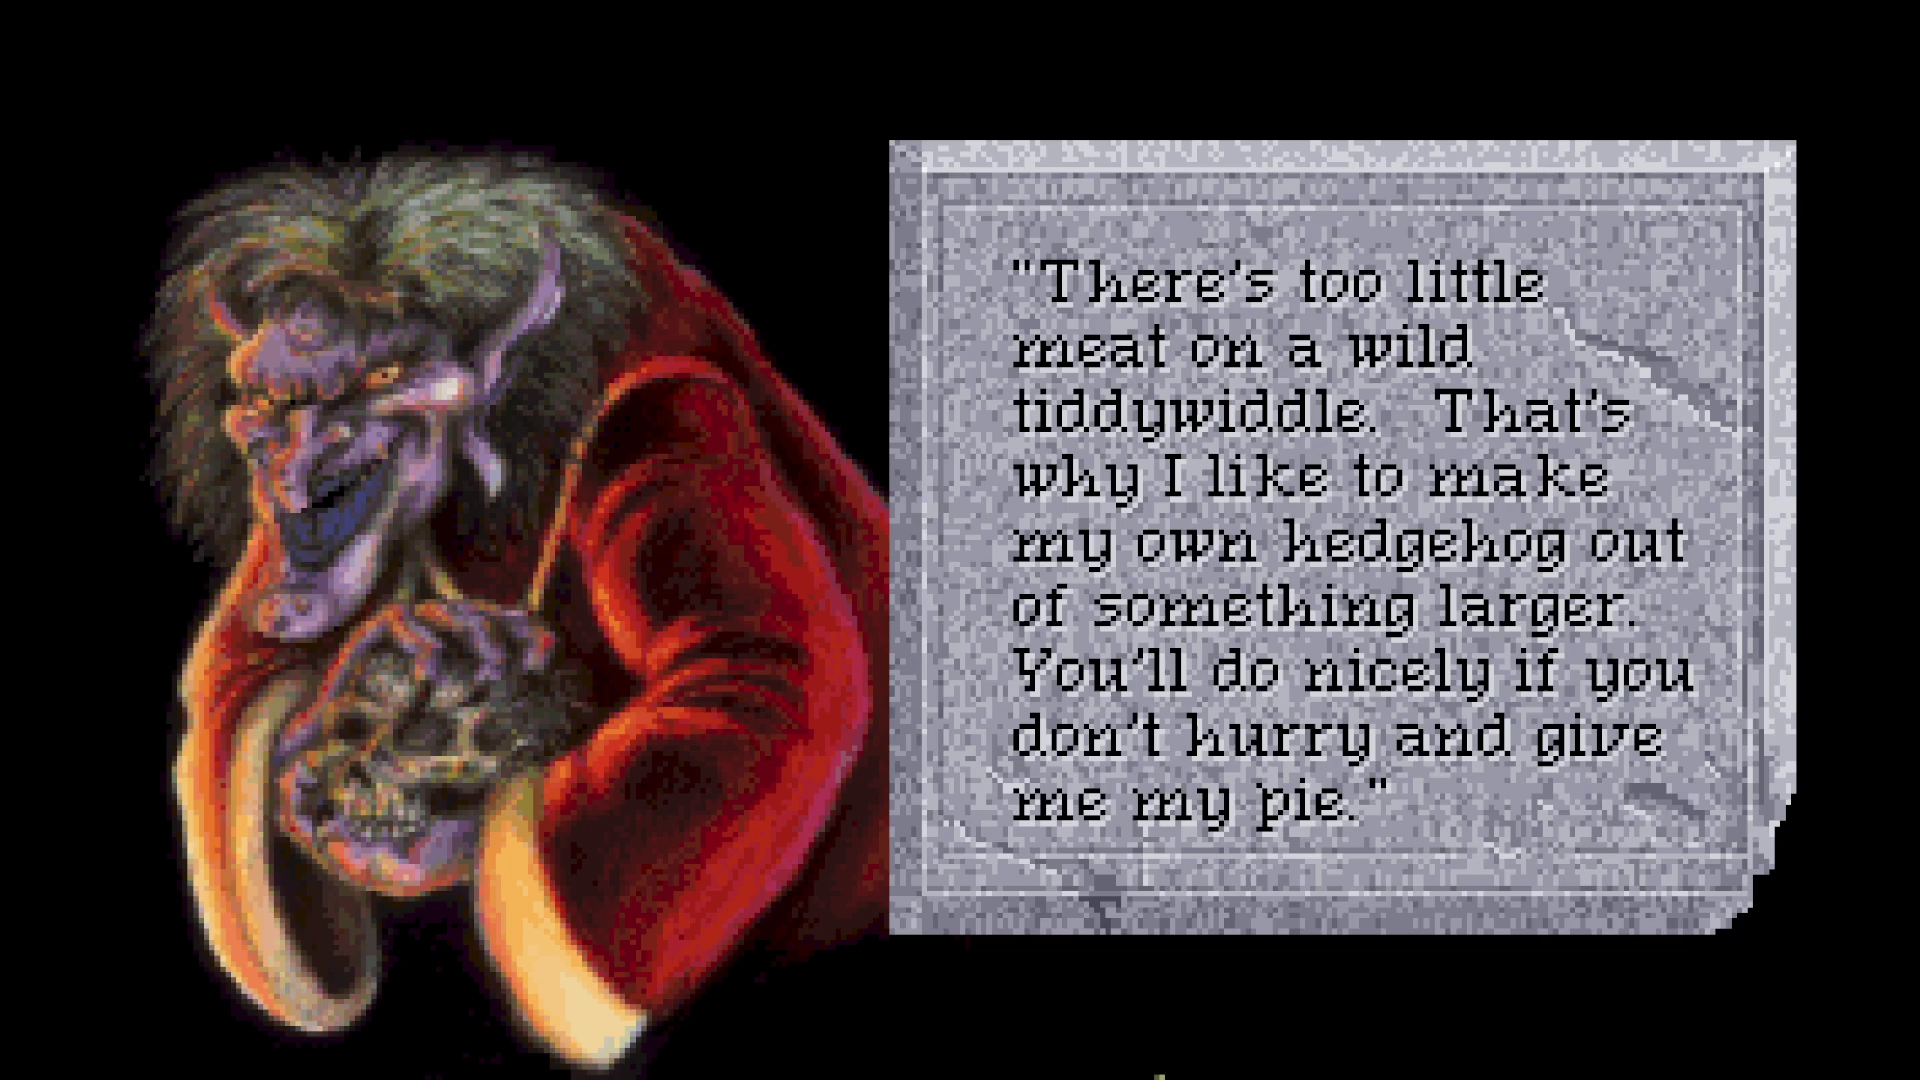 "There's too little
meat on a wild
tiddywiddle.  That's
why I like to make
my own hedgehog out
of something larger.
You'll do nicely if you
don't hurry and give
me my pie."